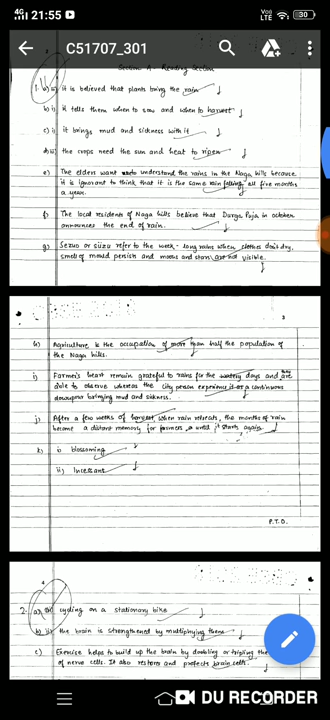 4G 21:55 VoLTE 30
C51707_301
Section A - Reading Section
1. a) iii) it is believed that plants bring the rain
b) i) it tells them when to sow and when to harvest
c) i) it brings mud and sickness with it
d) iii) the crops need the sun and heat to ripen
e) The elders want to understand the rains in the Naga hills because
it is ignorant to think that it is the same rain falling all five months
a year.
f) The local residents of Naga hills believe that Durga Puja in october
announces the end of rain.
g) Sezuo or süzu refer to the week - long rains when clothes don't dry,
smell of mould persists and moons and stars are not visible.
3
h) Agriculture is the occupation of more than half the population of
the Naga hills.
i) Farmer's heart remain grateful to rains for the watery days and are
able to observe whereas the city person experience it as a continuous
downpour bringing mud and sickness.
j) After a few weeks of harvest, when rain retreats, the months of rain
become a distant memory for farmers, until it starts again.
k) i) blossoming
ii) Incessant
P.T.O.
4
2. a) cycling on a stationary bike
b) ii) the brain is strengthened by multiplying them
c) Exercise helps to build up the brain by doubling or tripling the
of nerve cells. It also restores and protects brain cells.
DU RECORDER